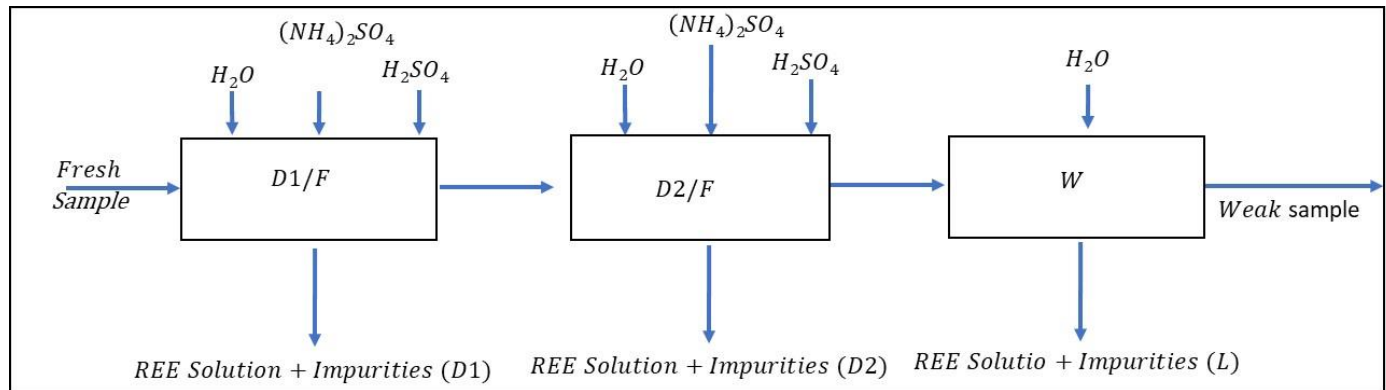 (NH₄)₂SO₄
H₂O
H₂SO₄
Fresh
Sample
D1/F
REE Solution + Impurities (D1)
(NH₄)₂SO₄
H₂O
H₂SO₄
D2/F
REE Solution + Impurities (D2)
H₂O
W
Weak sample
REE Solutio + Impurities (L)